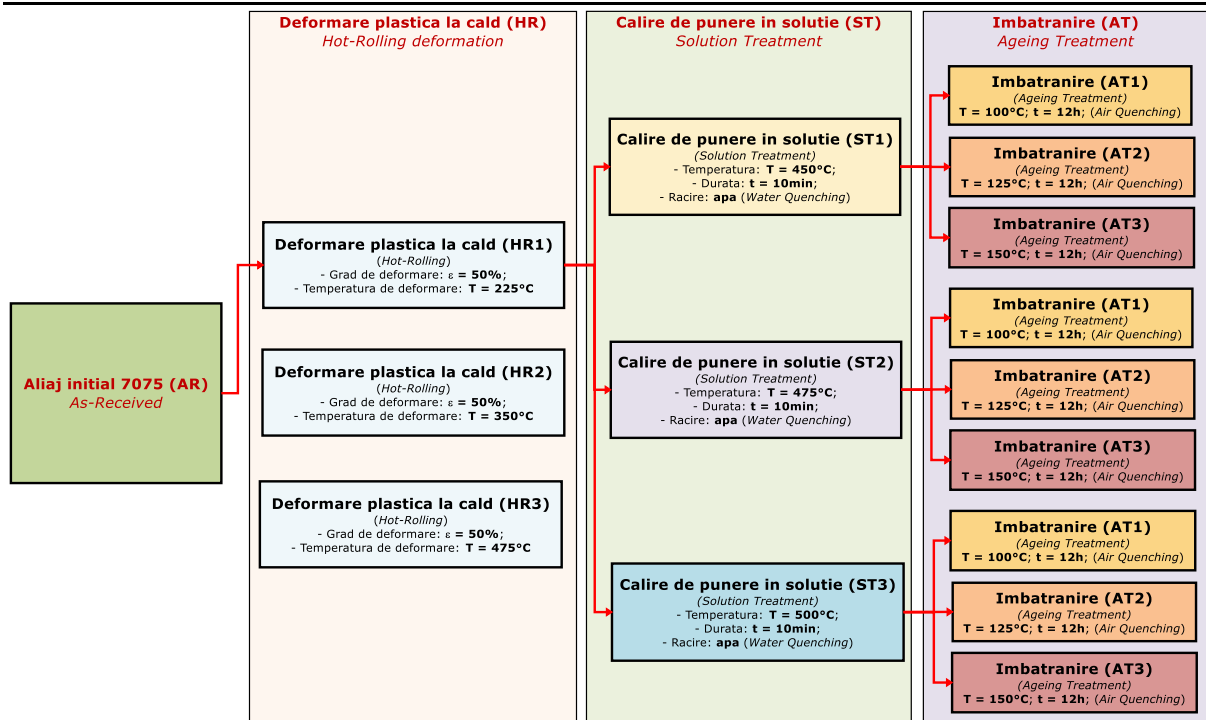 Deformare plastica la cald (HR)
Hot-Rolling deformation
Calire de punere in solutie (ST)
Solution Treatment
Imbatranire (AT)
Ageing Treatment
Aliaj initial 7075 (AR)
As-Received
Deformare plastica la cald (HR1)
(Hot-Rolling)
- Grad de deformare: ε = 50%;
- Temperatura de deformare: T = 225°C
Deformare plastica la cald (HR2)
(Hot-Rolling)
- Grad de deformare: ε = 50%;
- Temperatura de deformare: T = 350°C
Deformare plastica la cald (HR3)
(Hot-Rolling)
- Grad de deformare: ε = 50%;
- Temperatura de deformare: T = 475°C
Calire de punere in solutie (ST1)
(Solution Treatment)
- Temperatura: T = 450°C;
- Durata: t = 10min;
- Racire: apa (Water Quenching)
Calire de punere in solutie (ST2)
(Solution Treatment)
- Temperatura: T = 475°C;
- Durata: t = 10min;
- Racire: apa (Water Quenching)
Calire de punere in solutie (ST3)
(Solution Treatment)
- Temperatura: T = 500°C;
- Durata: t = 10min;
- Racire: apa (Water Quenching)
Imbatranire (AT1)
(Ageing Treatment)
T = 100°C; t = 12h; (Air Quenching)
Imbatranire (AT2)
(Ageing Treatment)
T = 125°C; t = 12h; (Air Quenching)
Imbatranire (AT3)
(Ageing Treatment)
T = 150°C; t = 12h; (Air Quenching)
Imbatranire (AT1)
(Ageing Treatment)
T = 100°C; t = 12h; (Air Quenching)
Imbatranire (AT2)
(Ageing Treatment)
T = 125°C; t = 12h; (Air Quenching)
Imbatranire (AT3)
(Ageing Treatment)
T = 150°C; t = 12h; (Air Quenching)
Imbatranire (AT1)
(Ageing Treatment)
T = 100°C; t = 12h; (Air Quenching)
Imbatranire (AT2)
(Ageing Treatment)
T = 125°C; t = 12h; (Air Quenching)
Imbatranire (AT3)
(Ageing Treatment)
T = 150°C; t = 12h; (Air Quenching)